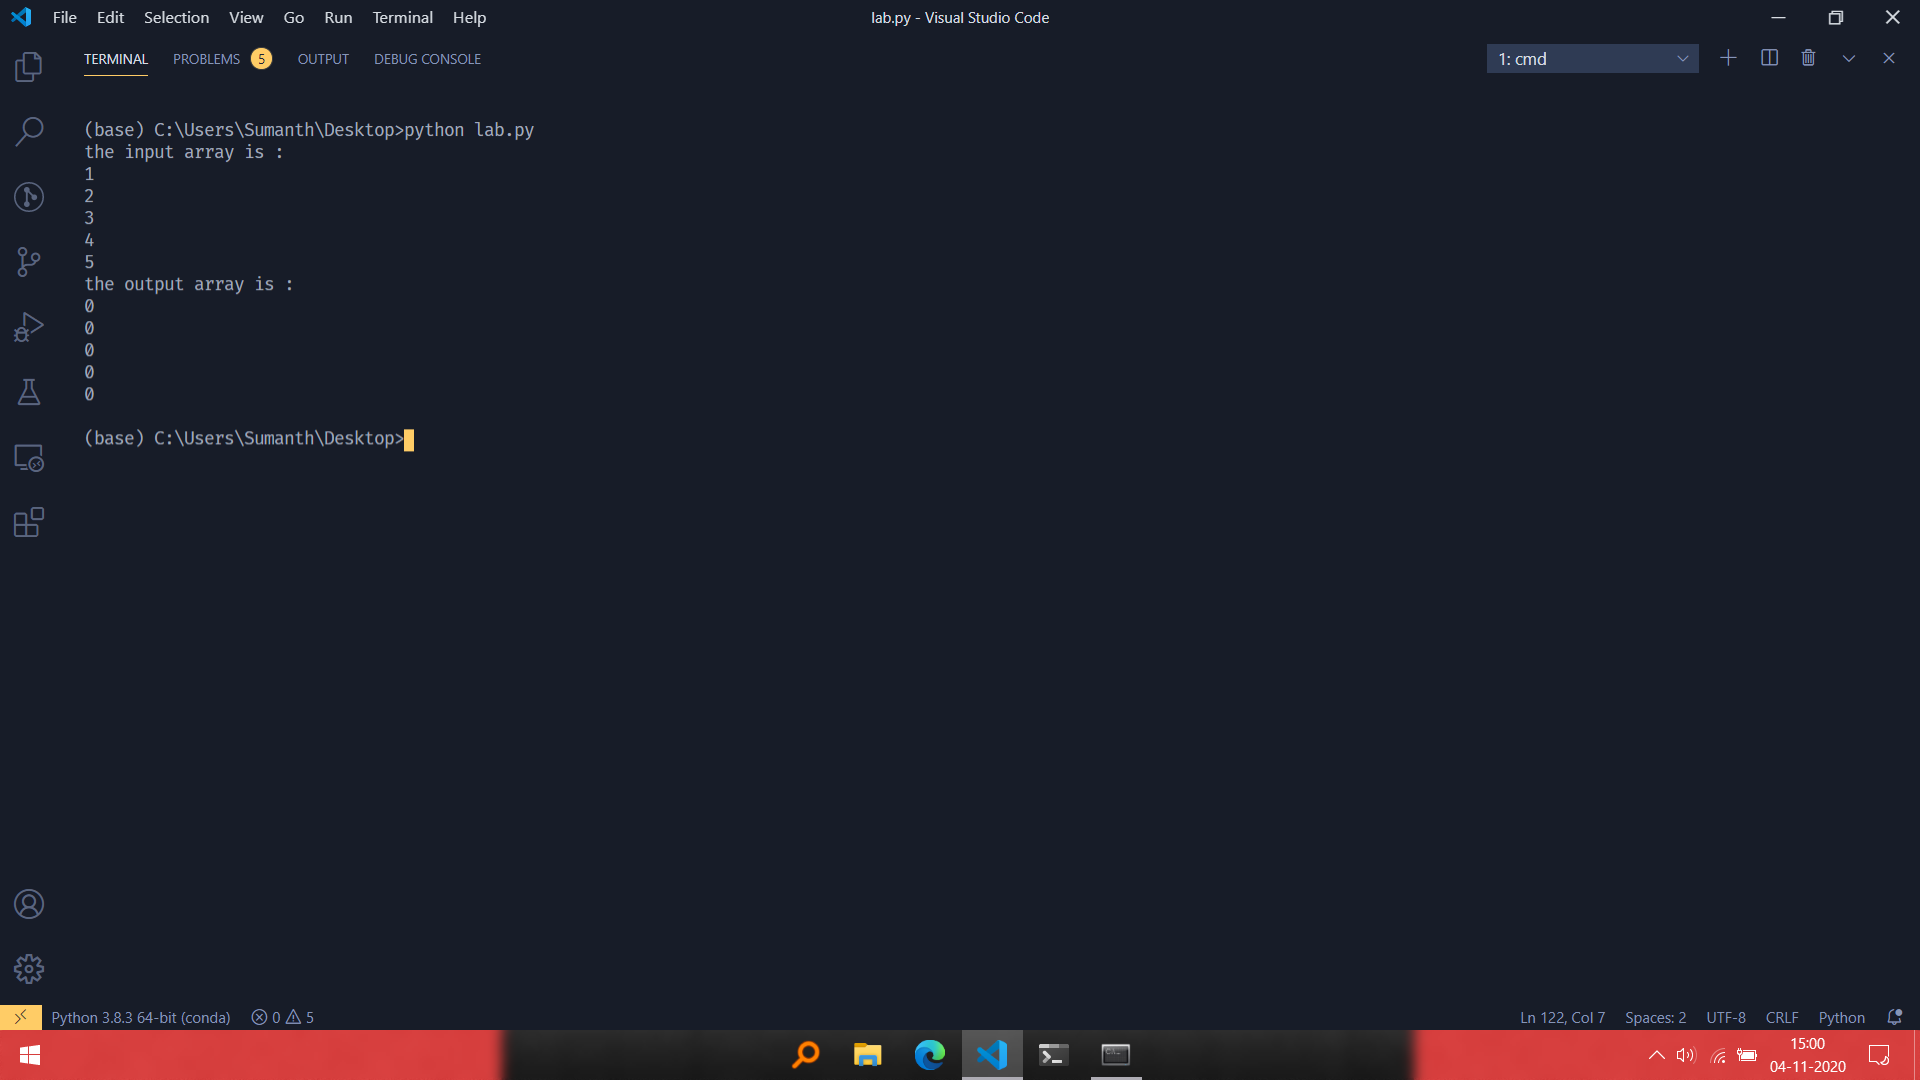 File Edit Selection View Go Run Terminal Help
lab.py - Visual Studio Code
TERMINAL PROBLEMS 5 OUTPUT DEBUG CONSOLE
1: cmd
(base) C:\Users\Sumanth\Desktop>python lab.py
the input array is :
1
2
3
4
5
the output array is :
0
0
0
0
0
(base) C:\Users\Sumanth\Desktop>
Python 3.8.3 64-bit (conda) 0 5
Ln 122, Col 7 Spaces: 2 UTF-8 CRLF Python
15:00
04-11-2020